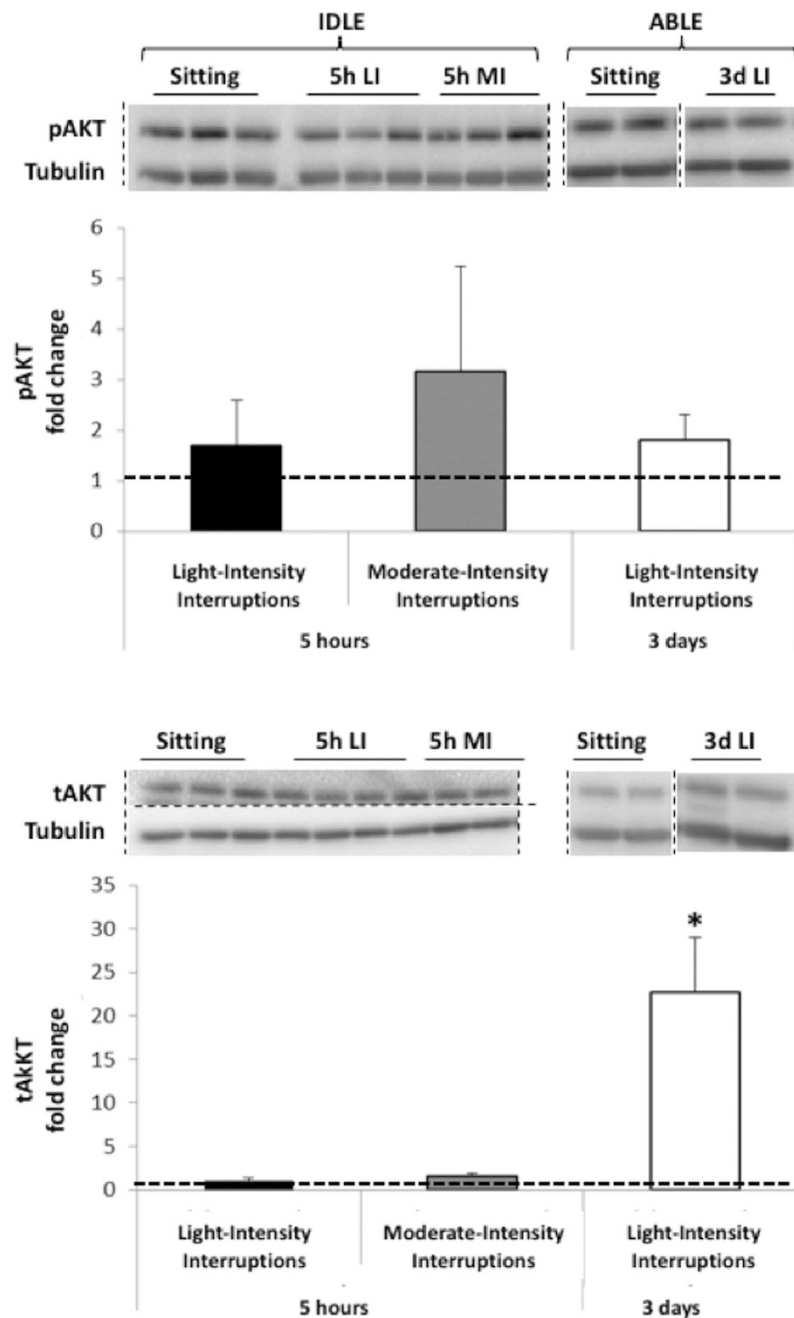 IDLE ABLE
Sitting 5h LI 5h MI Sitting 3d LI
pAKT
Tubulin
6
5
4
3
2
1
0
pAKT
fold change
Light-Intensity Moderate-Intensity Light-Intensity
Interruptions Interruptions Interruptions
5 hours 3 days
Sitting 5h LI 5h MI Sitting 3d LI
tAKT
Tubulin
35
30
25
20
15
10
5
0
tAkKT
fold change
*
Light-Intensity Moderate-Intensity Light-Intensity
Interruptions Interruptions Interruptions
5 hours 3 days